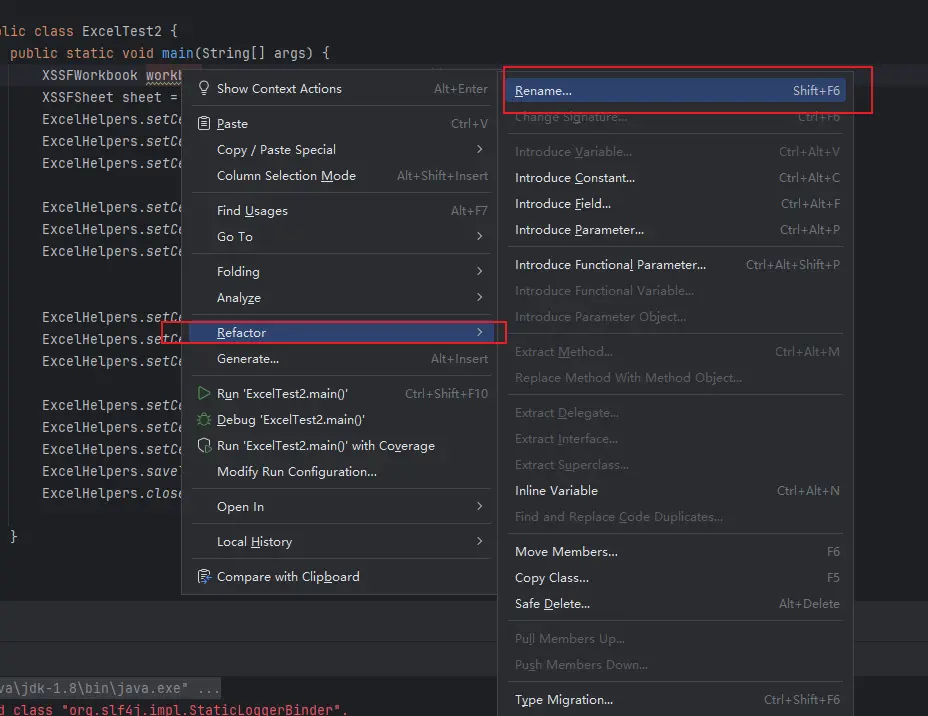 lic class ExcelTest2 {
public static void main(String[] args) {
XSSFWorkbook workb
XSSFSheet sheet =
ExcelHelpers.setCe
ExcelHelpers.setCe
ExcelHelpers.setCe
ExcelHelpers.setCe
ExcelHelpers.setCe
ExcelHelpers.setCe
ExcelHelpers.setCe
ExcelHelpers.setCe
ExcelHelpers.setCe
ExcelHelpers.setCe
ExcelHelpers.setCe
ExcelHelpers.setCe
ExcelHelpers.save
ExcelHelpers.close
}
Show Context Actions Alt+Enter
Paste Ctrl+V
Copy / Paste Special
Column Selection Mode Alt+Shift+Insert
Find Usages Alt+F7
Go To
Folding
Analyze
Refactor
Generate... Alt+Insert
Run 'ExcelTest2.main()' Ctrl+Shift+F10
Debug 'ExcelTest2.main()'
Run 'ExcelTest2.main()' with Coverage
Modify Run Configuration...
Open In
Local History
Compare with Clipboard
Rename... Shift+F6
Change Signature... Ctrl+F6
Introduce Variable... Ctrl+Alt+V
Introduce Constant... Ctrl+Alt+C
Introduce Field... Ctrl+Alt+F
Introduce Parameter... Ctrl+Alt+P
Introduce Functional Parameter... Ctrl+Alt+Shift+P
Introduce Functional Variable...
Introduce Parameter Object...
Extract Method... Ctrl+Alt+M
Replace Method With Method Object...
Extract Delegate...
Extract Interface...
Extract Superclass...
Inline Variable Ctrl+Alt+N
Find and Replace Code Duplicates...
Move Members... F6
Copy Class... F5
Safe Delete... Alt+Delete
Pull Members Up...
Push Members Down...
Type Migration... Ctrl+Shift+F6
va\jdk-1.8\bin\java.exe" ...
d class "org.slf4j.impl.StaticLoggerBinder".